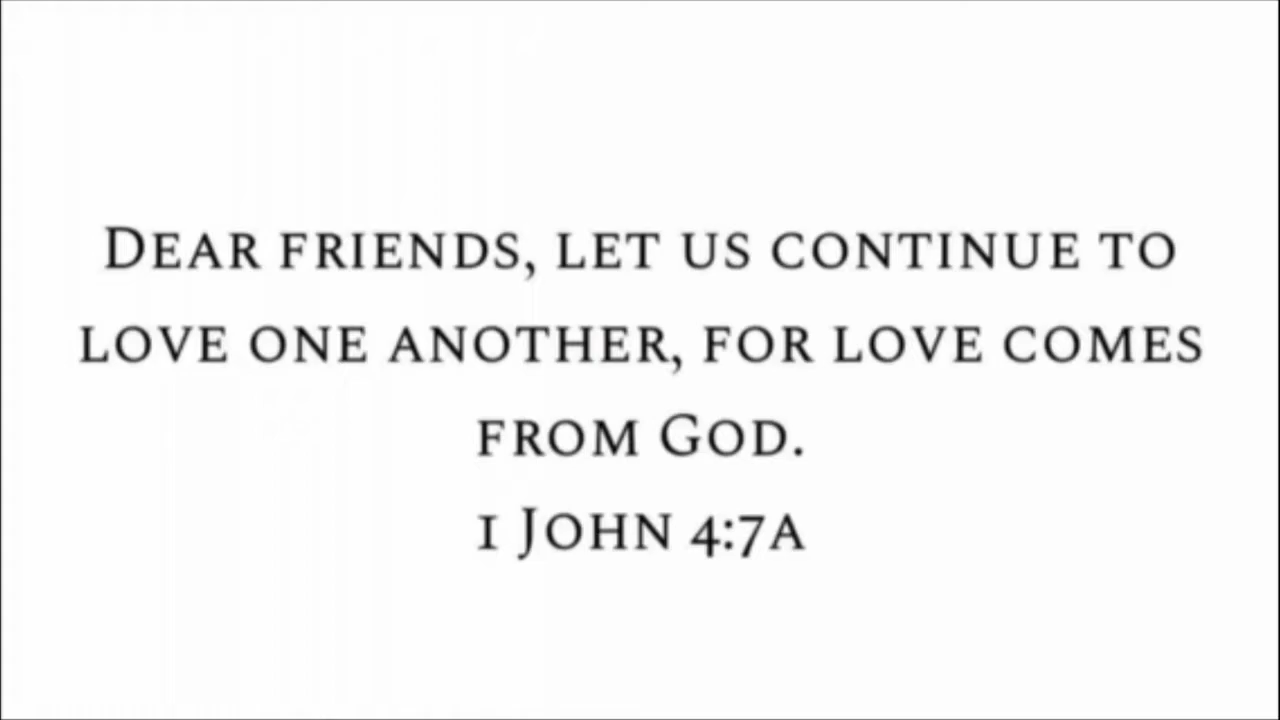 Dear friends, let us continue to
love one another, for love comes
from God.
1 John 4:7a